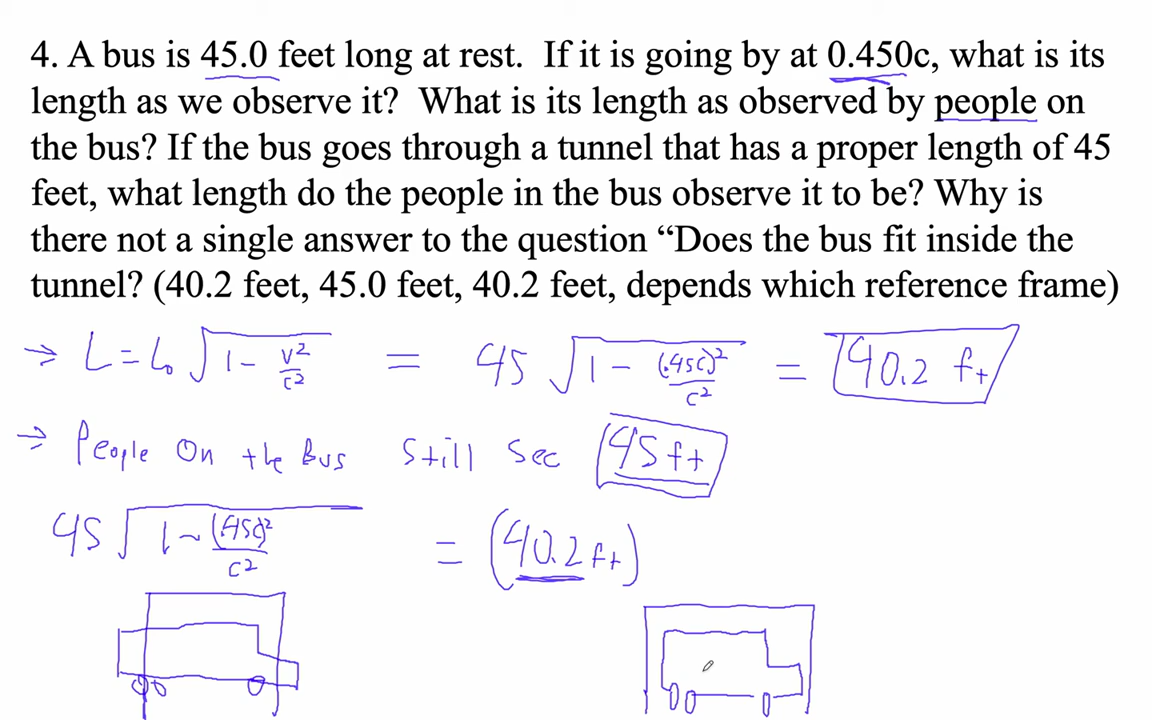 4. A bus is 45.0 feet long at rest. If it is going by at 0.450c, what is its
length as we observe it? What is its length as observed by people on
the bus? If the bus goes through a tunnel that has a proper length of 45
feet, what length do the people in the bus observe it to be? Why is
there not a single answer to the question “Does the bus fit inside the
tunnel? (40.2 feet, 45.0 feet, 40.2 feet, depends which reference frame)
→ L = L₀ √(1 - v²/c²) = 45 √(1 - (.45c)²/c²) = 40.2 ft
→ People On the Bus Still See 45 ft
45 √(1 - (.45c)²/c²) = (40.2 ft)